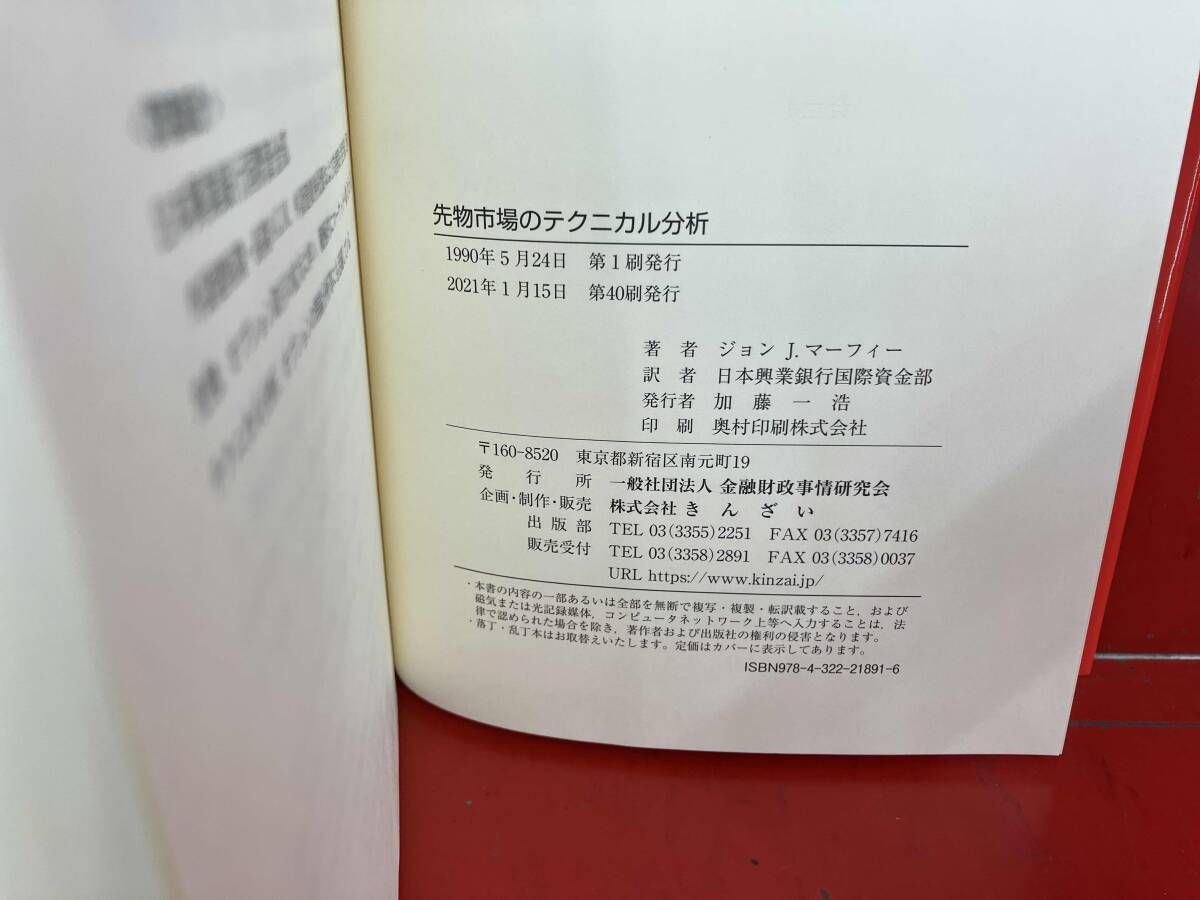 先物市場のテクニカル分析
1990年5月24日 第1刷発行
2021年1月15日 第40刷発行
著者 ジョン J.マーフィー
訳者 日本興業銀行国際資金部
発行者 加藤一浩
印刷 奥村印刷株式会社
〒160-8520 東京都新宿区南元町19
発行所 一般社団法人 金融財政事情研究会
企画・制作・販売 株式会社きんざい
出版部 TEL 03(3355)2251 FAX 03(3357)7416
販売受付 TEL 03(3358)2891 FAX 03(3358)0037
URL https://www.kinzai.jp/
・本書の内容の一部あるいは全部を無断で複写・複製・転訳載すること、および
磁気または光記録媒体、コンピュータネットワーク上等へ入力することは、法
律で認められた場合を除き、著作者および出版社の権利の侵害となります。
・落丁・乱丁本はお取替えいたします。定価はカバーに表示してあります。
ISBN978-4-322-21891-6